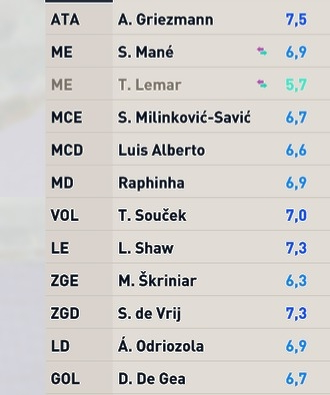 ATA A. Griezmann 7,5
ME S. Mané 6,9
ME T. Lemar 5,7
MCE S. Milinković-Savić 6,7
MCD Luis Alberto 6,6
MD Raphinha 6,9
VOL T. Souček 7,0
LE L. Shaw 7,3
ZGE M. Škriniar 6,3
ZGD S. de Vrij 7,3
LD Á. Odriozola 6,9
GOL D. De Gea 6,7